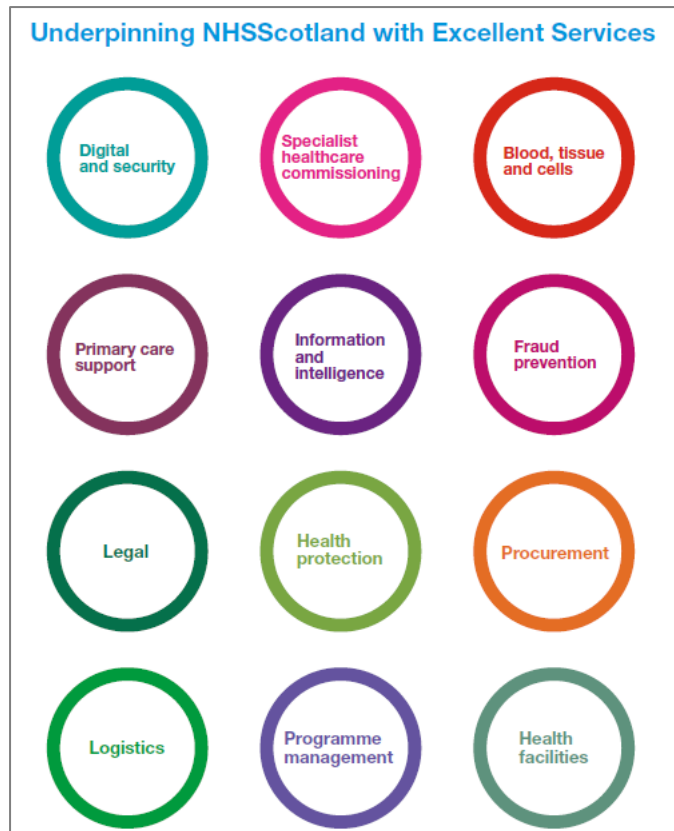 Underpinning NHSScotland with Excellent Services
Digital
and security
Specialist
healthcare
commissioning
Blood, tissue
and cells
Primary care
support
Information
and
intelligence
Fraud
prevention
Legal
Health
protection
Procurement
Logistics
Programme
management
Health
facilities